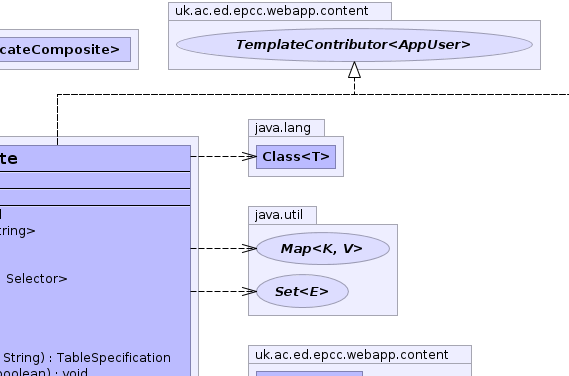 uk.ac.ed.epcc.webapp.content
TemplateContributor<AppUser>
cateComposite>
java.lang
Class<T>
te
java.util
tring>
Map<K, V>
Selector>
Set<E>
uk.ac.ed.epcc.webapp.content
String) : TableSpecification
boolean) : void